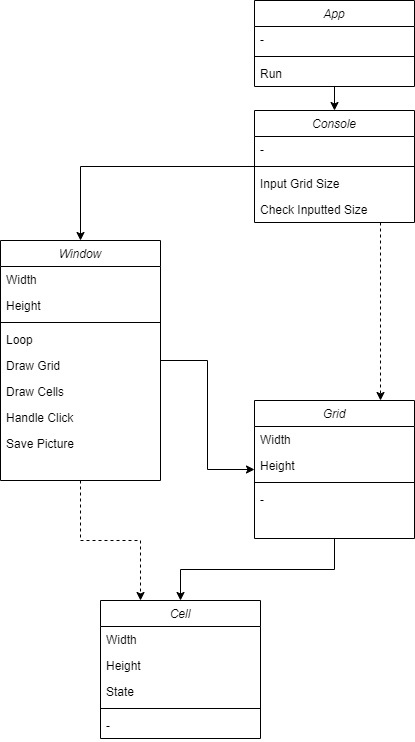 App
-
Run
Console
-
Input Grid Size
Check Inputted Size
Window
Width
Height
Loop
Draw Grid
Draw Cells
Handle Click
Save Picture
Grid
Width
Height
-
Cell
Width
Height
State
-